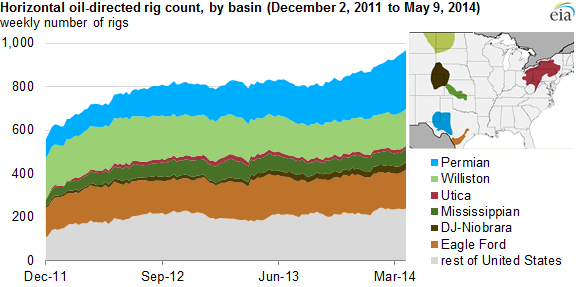 Horizontal oil-directed rig count, by basin (December 2, 2011 to May 9, 2014)
weekly number of rigs
eia
1,000
800
600
400
200
0
Dec-11
Sep-12
Jun-13
Mar-14
Permian
Williston
Utica
Mississippian
DJ-Niobrara
Eagle Ford
rest of United States